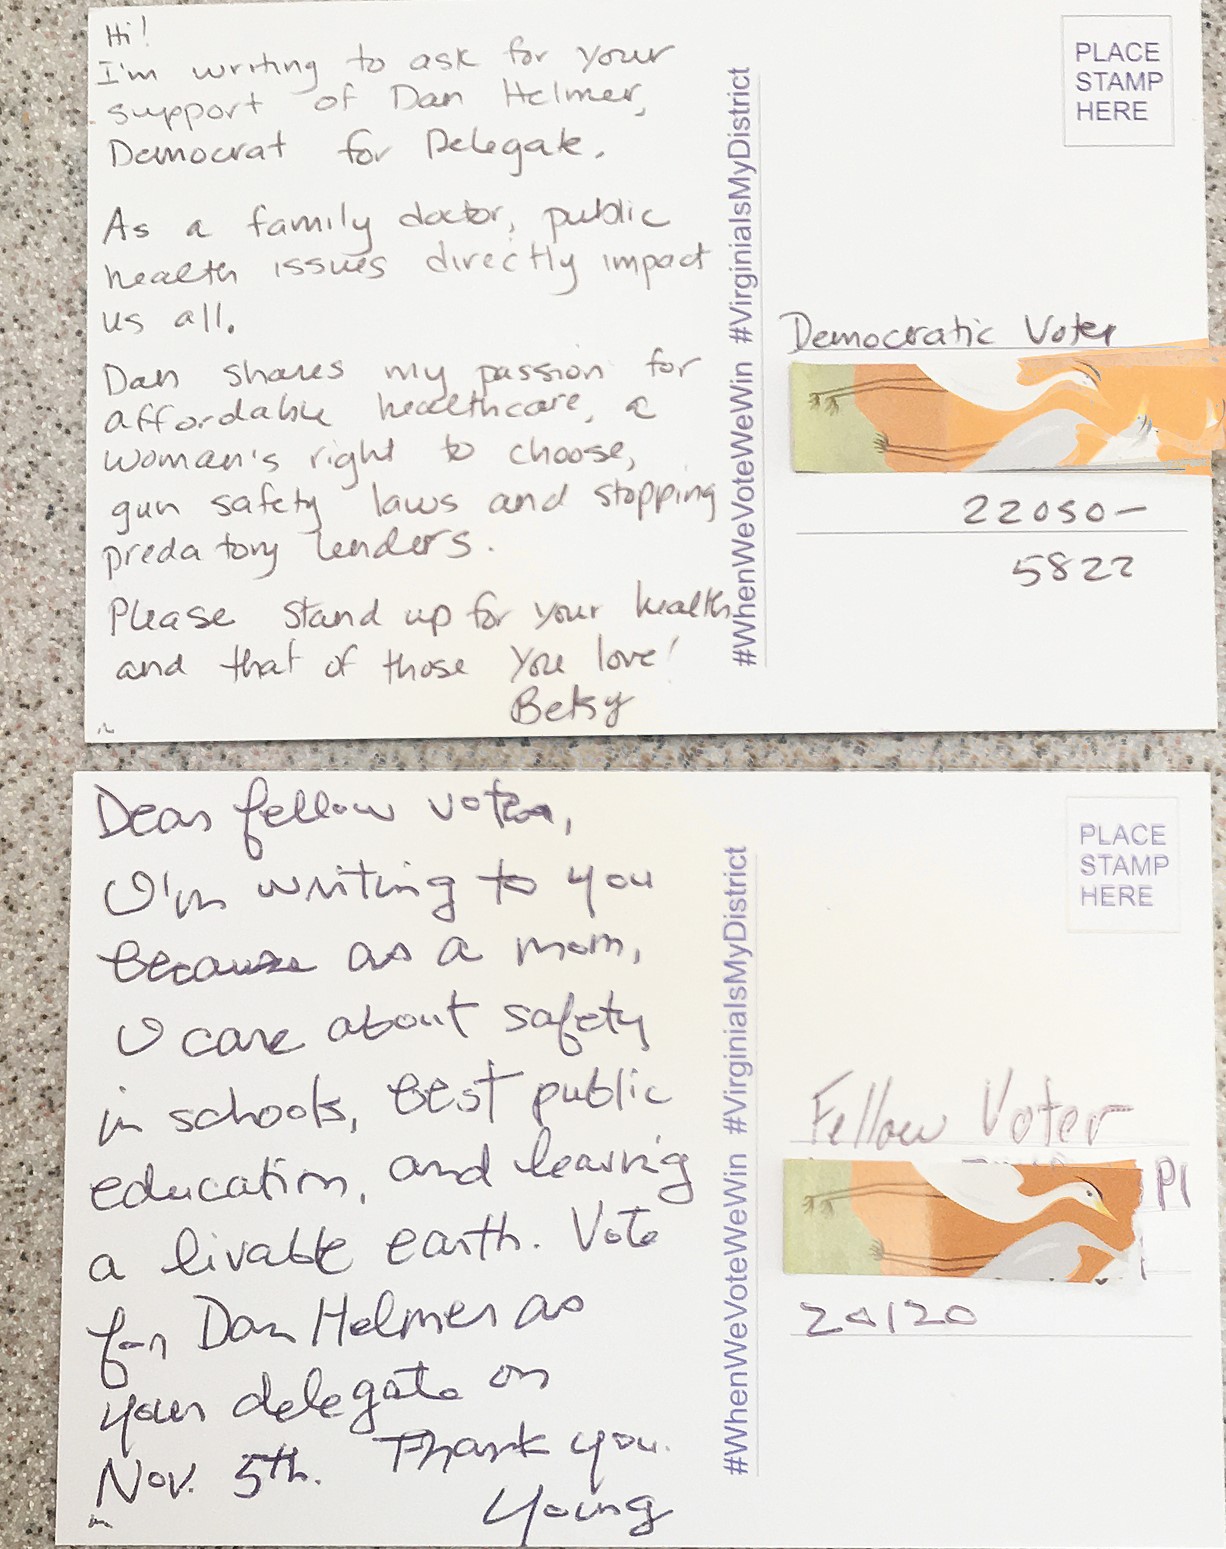 Hi!
I'm writing to ask for your
support of Dan Helmer,
Democrat for Delegate.
As a family doctor, public
health issues directly impact
us all.
Dan shares my passion for
affordable healthcare, a
woman's right to choose,
gun safety laws and stopping
predatory lenders.
Please stand up for your health
and that of those you love!
Betsy
#WhenWeVoteWeWin #VirginiaIsMyDistrict
PLACE
STAMP
HERE
Democratic Voter
22050-
5822
Dear fellow voter,
I'm writing to you
because as a mom,
I care about safety
in schools, best public
education, and leaving
a livable earth. Vote
for Dan Helmer as
your delegate on
Nov. 5th. Thank you.
Young
#WhenWeVoteWeWin #VirginiaIsMyDistrict
PLACE
STAMP
HERE
Fellow Voter
Pl
20120